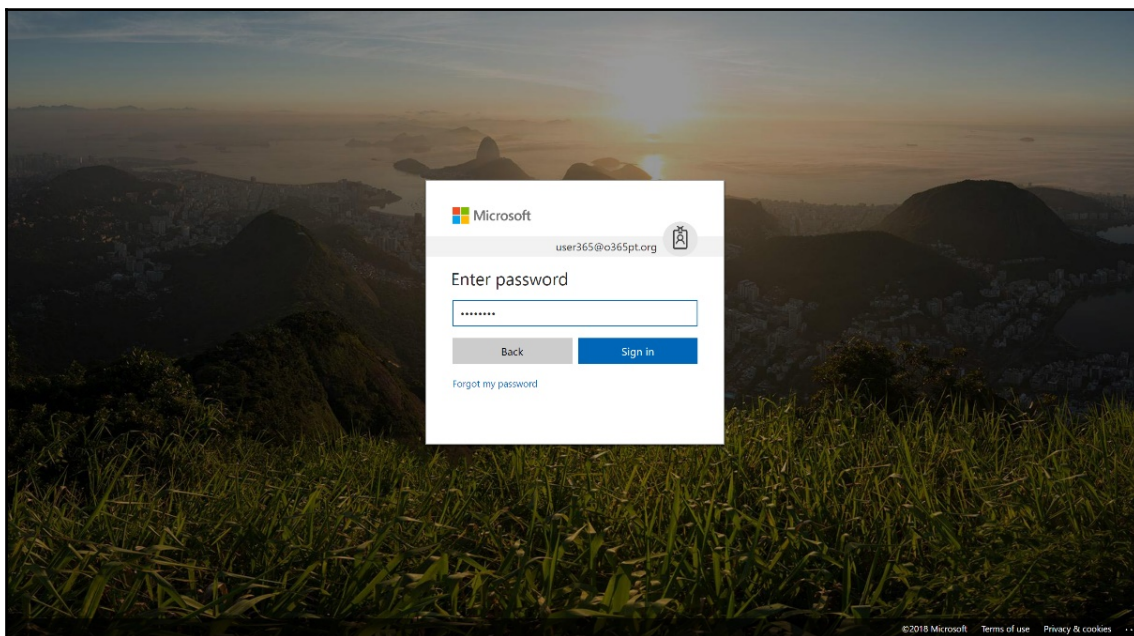 Microsoft
user365@o365pt.org
Enter password
••••••••
Back Sign in
Forgot my password
©2018 Microsoft Terms of use Privacy & cookies ...